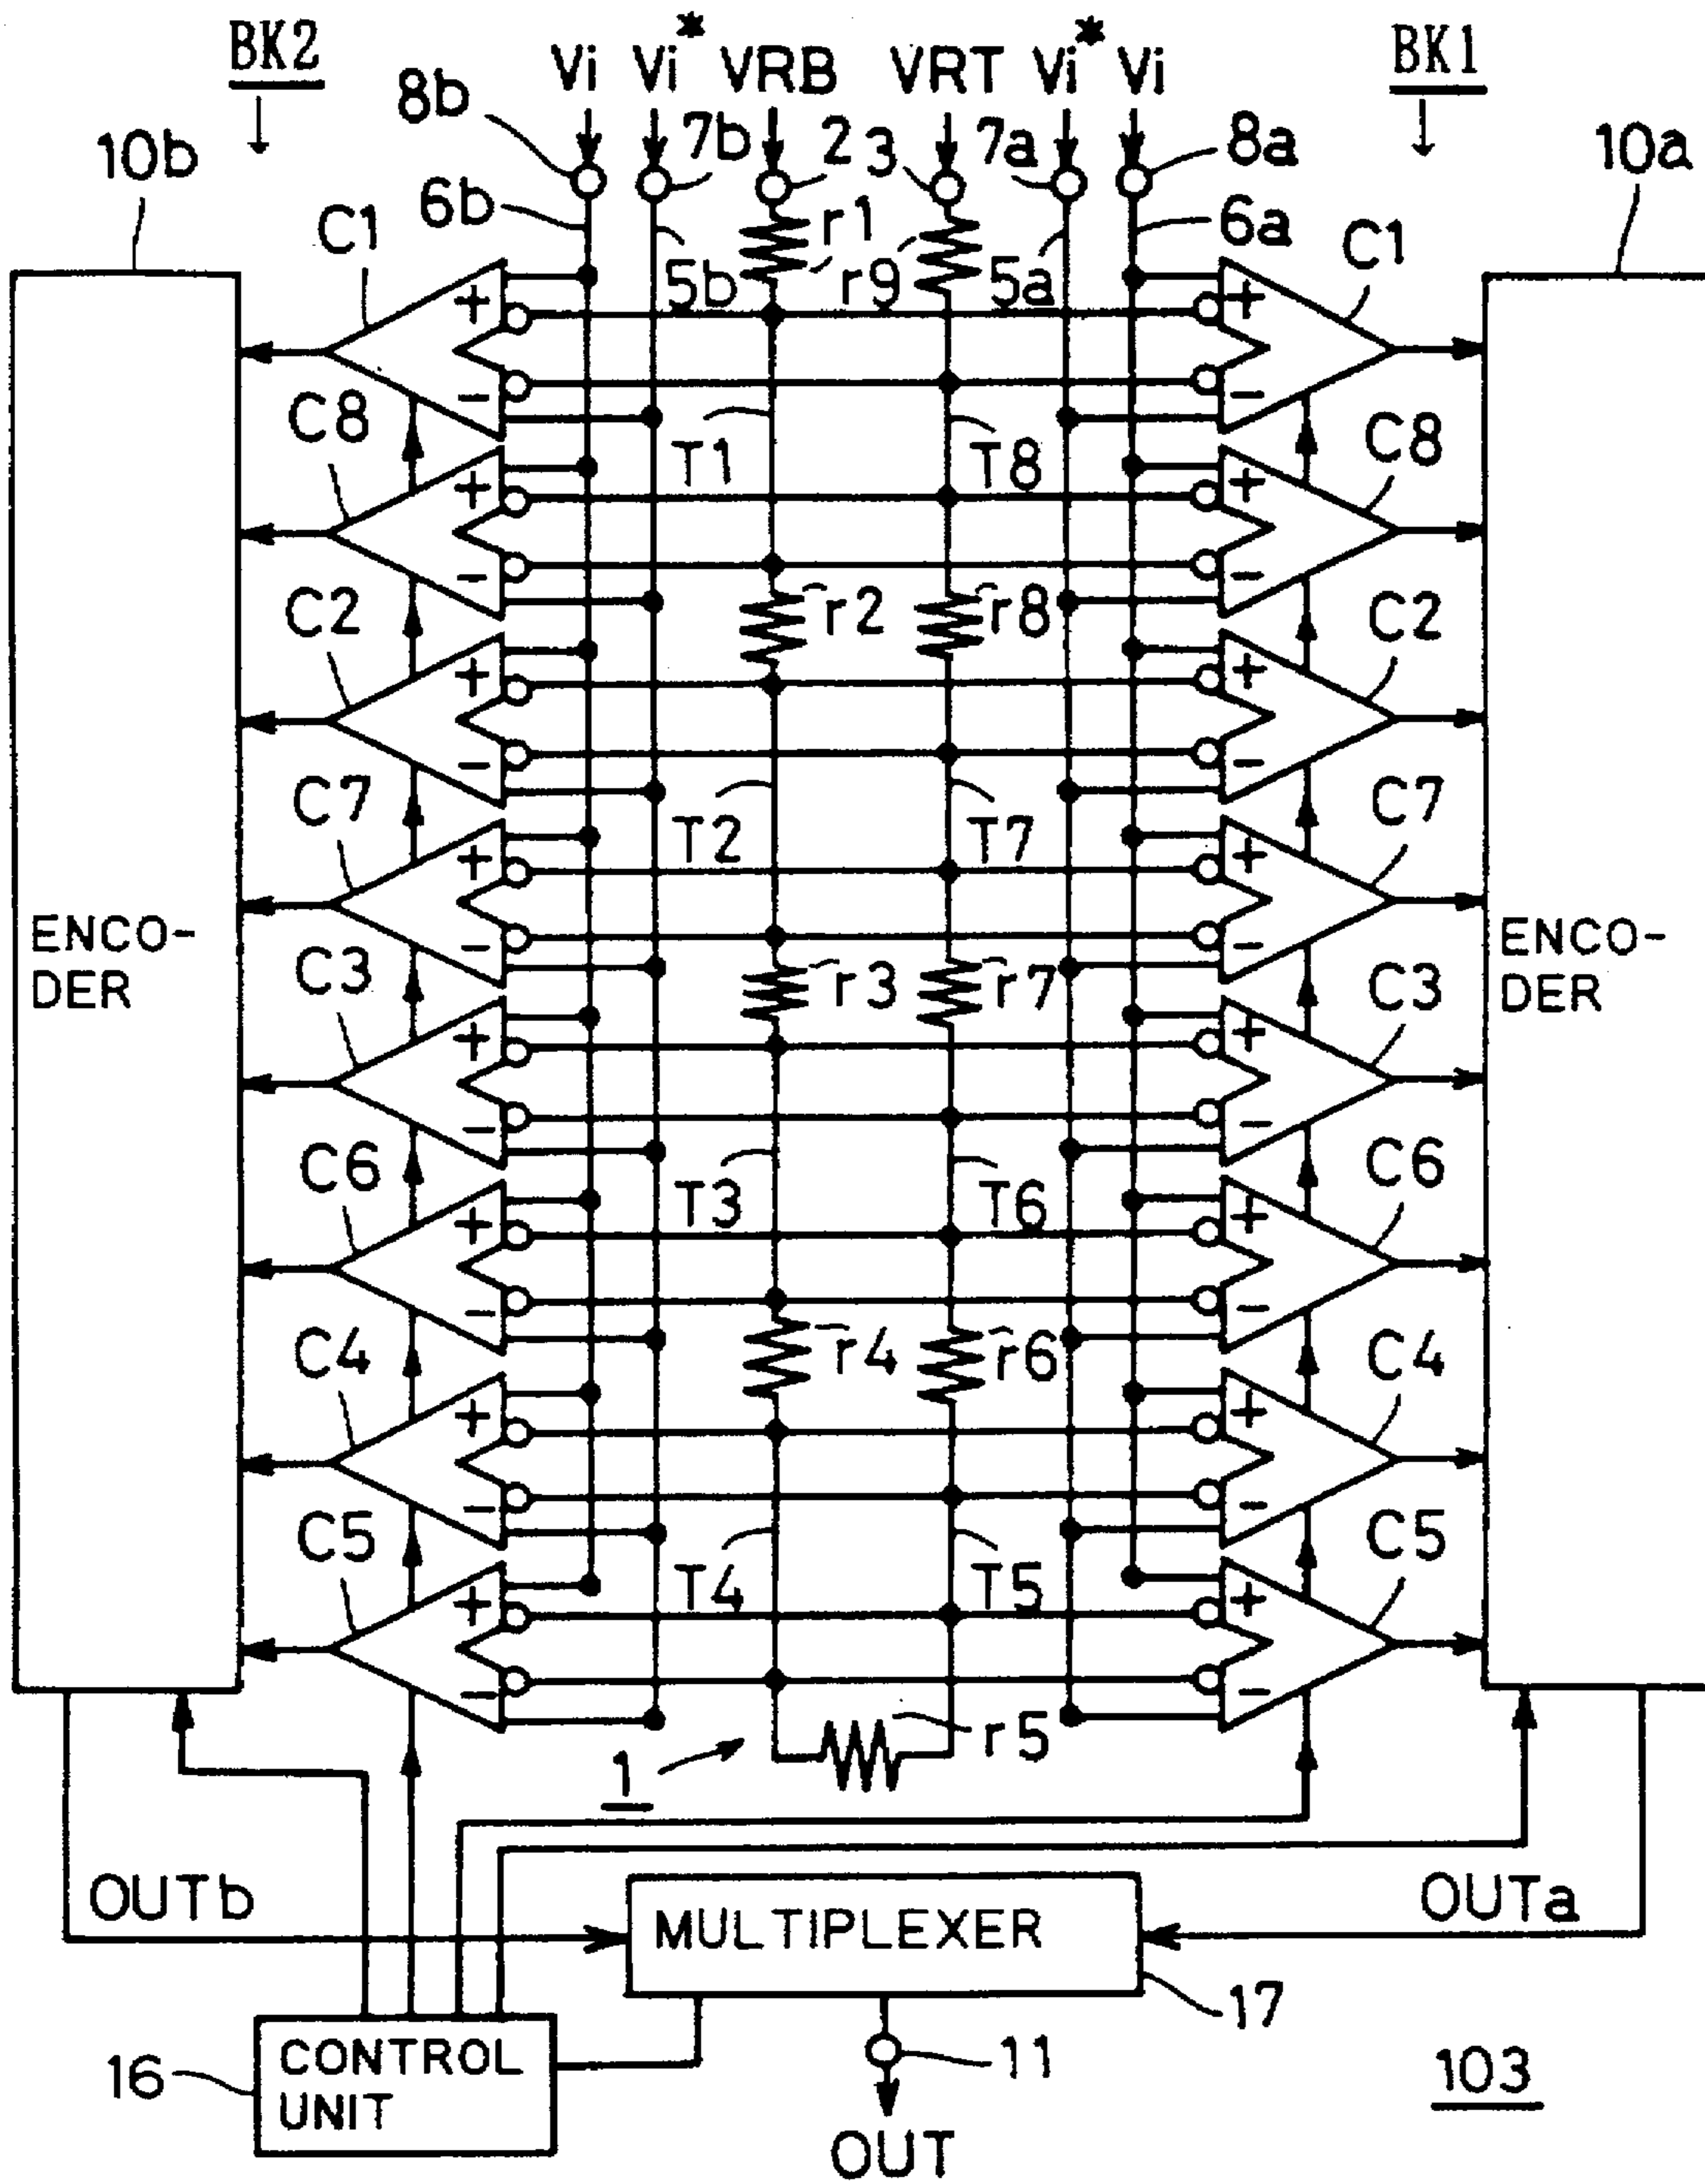 BK2 Vi Vi* VRB VRT Vi* Vi BK1
8b 7b 2 3 7a 8a
10b 10a
6b r1 6a
C1 5b r9 5a C1
C8 T1 T8 C8
C2 r2 r8 C2
C7 T2 T7 C7
ENCO-
DER
ENCO-
DER
C3 r3 r7 C3
C6 T3 T6 C6
C4 r4 r6 C4
C5 T4 T5 C5
1 r5
OUTb OUTa
MULTIPLEXER
17
16
CONTROL
UNIT
11
103
OUT
+ − + −
+ − + −
+ − + −
+ − + −
+ − + −
+ − + −
+ − + −
+ − + −